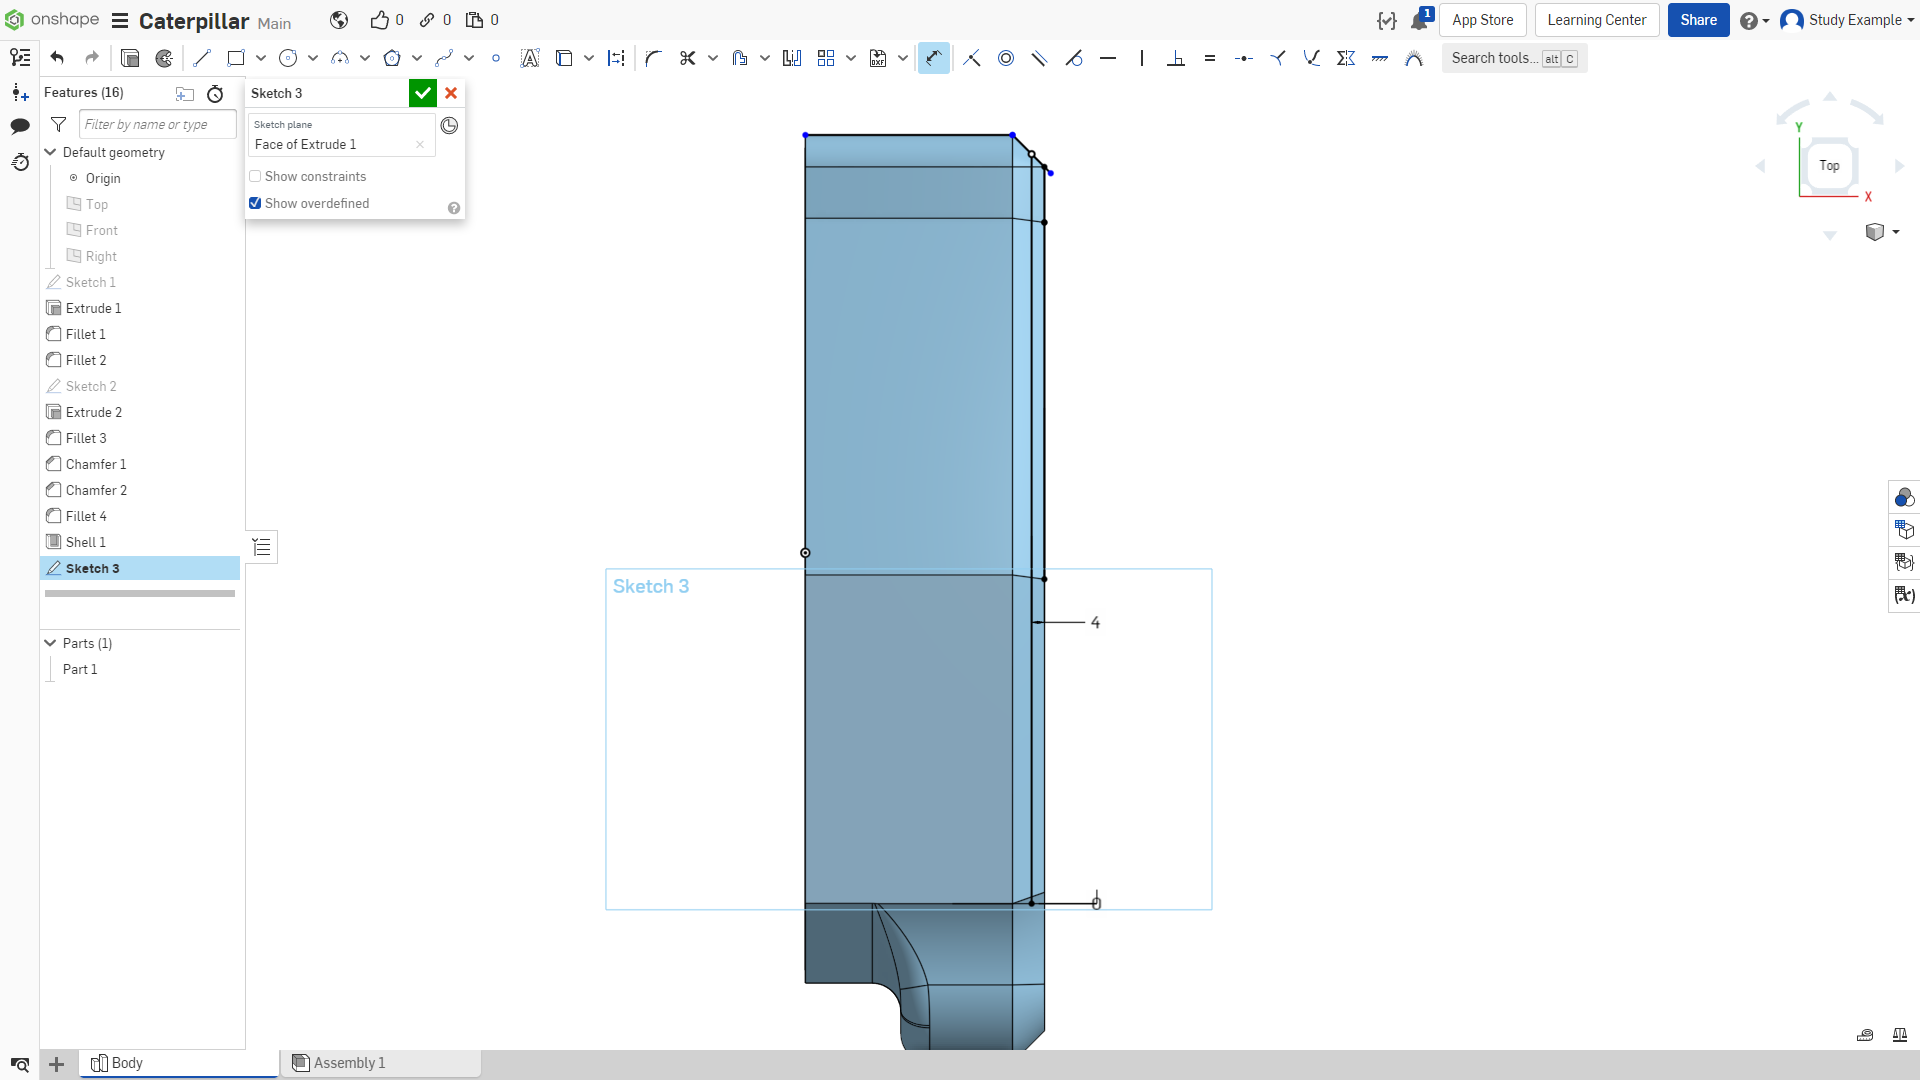 onshape Caterpillar Main 0 0 0 1 App Store Learning Center Share Study Example
Search tools... alt C
Features (16)
Filter by name or type
Default geometry
Origin
Top
Front
Right
Sketch 1
Extrude 1
Fillet 1
Fillet 2
Sketch 2
Extrude 2
Fillet 3
Chamfer 1
Chamfer 2
Fillet 4
Shell 1
Sketch 3
Parts (1)
Part 1
Sketch 3
Sketch plane
Face of Extrude 1
Show constraints
Show overdefined
Sketch 3
4
0
Y
Top
X
Body
Assembly 1